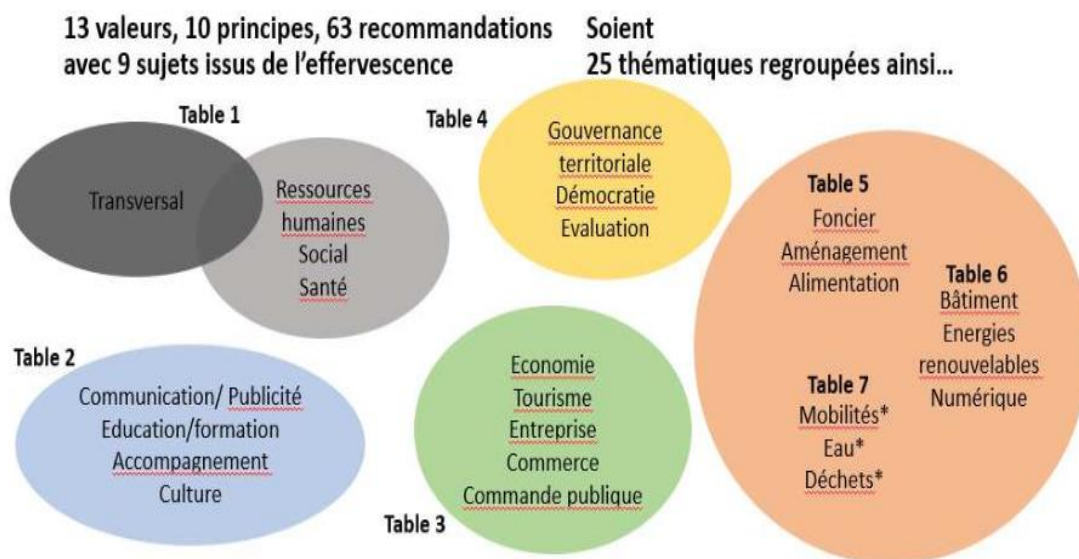 13 valeurs, 10 principes, 63 recommandations
avec 9 sujets issus de l'effervescence
Soient
25 thématiques regroupées ainsi...
Table 1
Transversal
Ressources
humaines
Social
Santé
Table 4
Gouvernance
territoriale
Démocratie
Evaluation
Table 5
Foncier
Aménagement
Alimentation
Table 6
Bâtiment
Energies
renouvelables
Numérique
Table 7
Mobilités*
Eau*
Déchets*
Table 2
Communication/ Publicité
Education/formation
Accompagnement
Culture
Economie
Tourisme
Entreprise
Commerce
Commande publique
Table 3